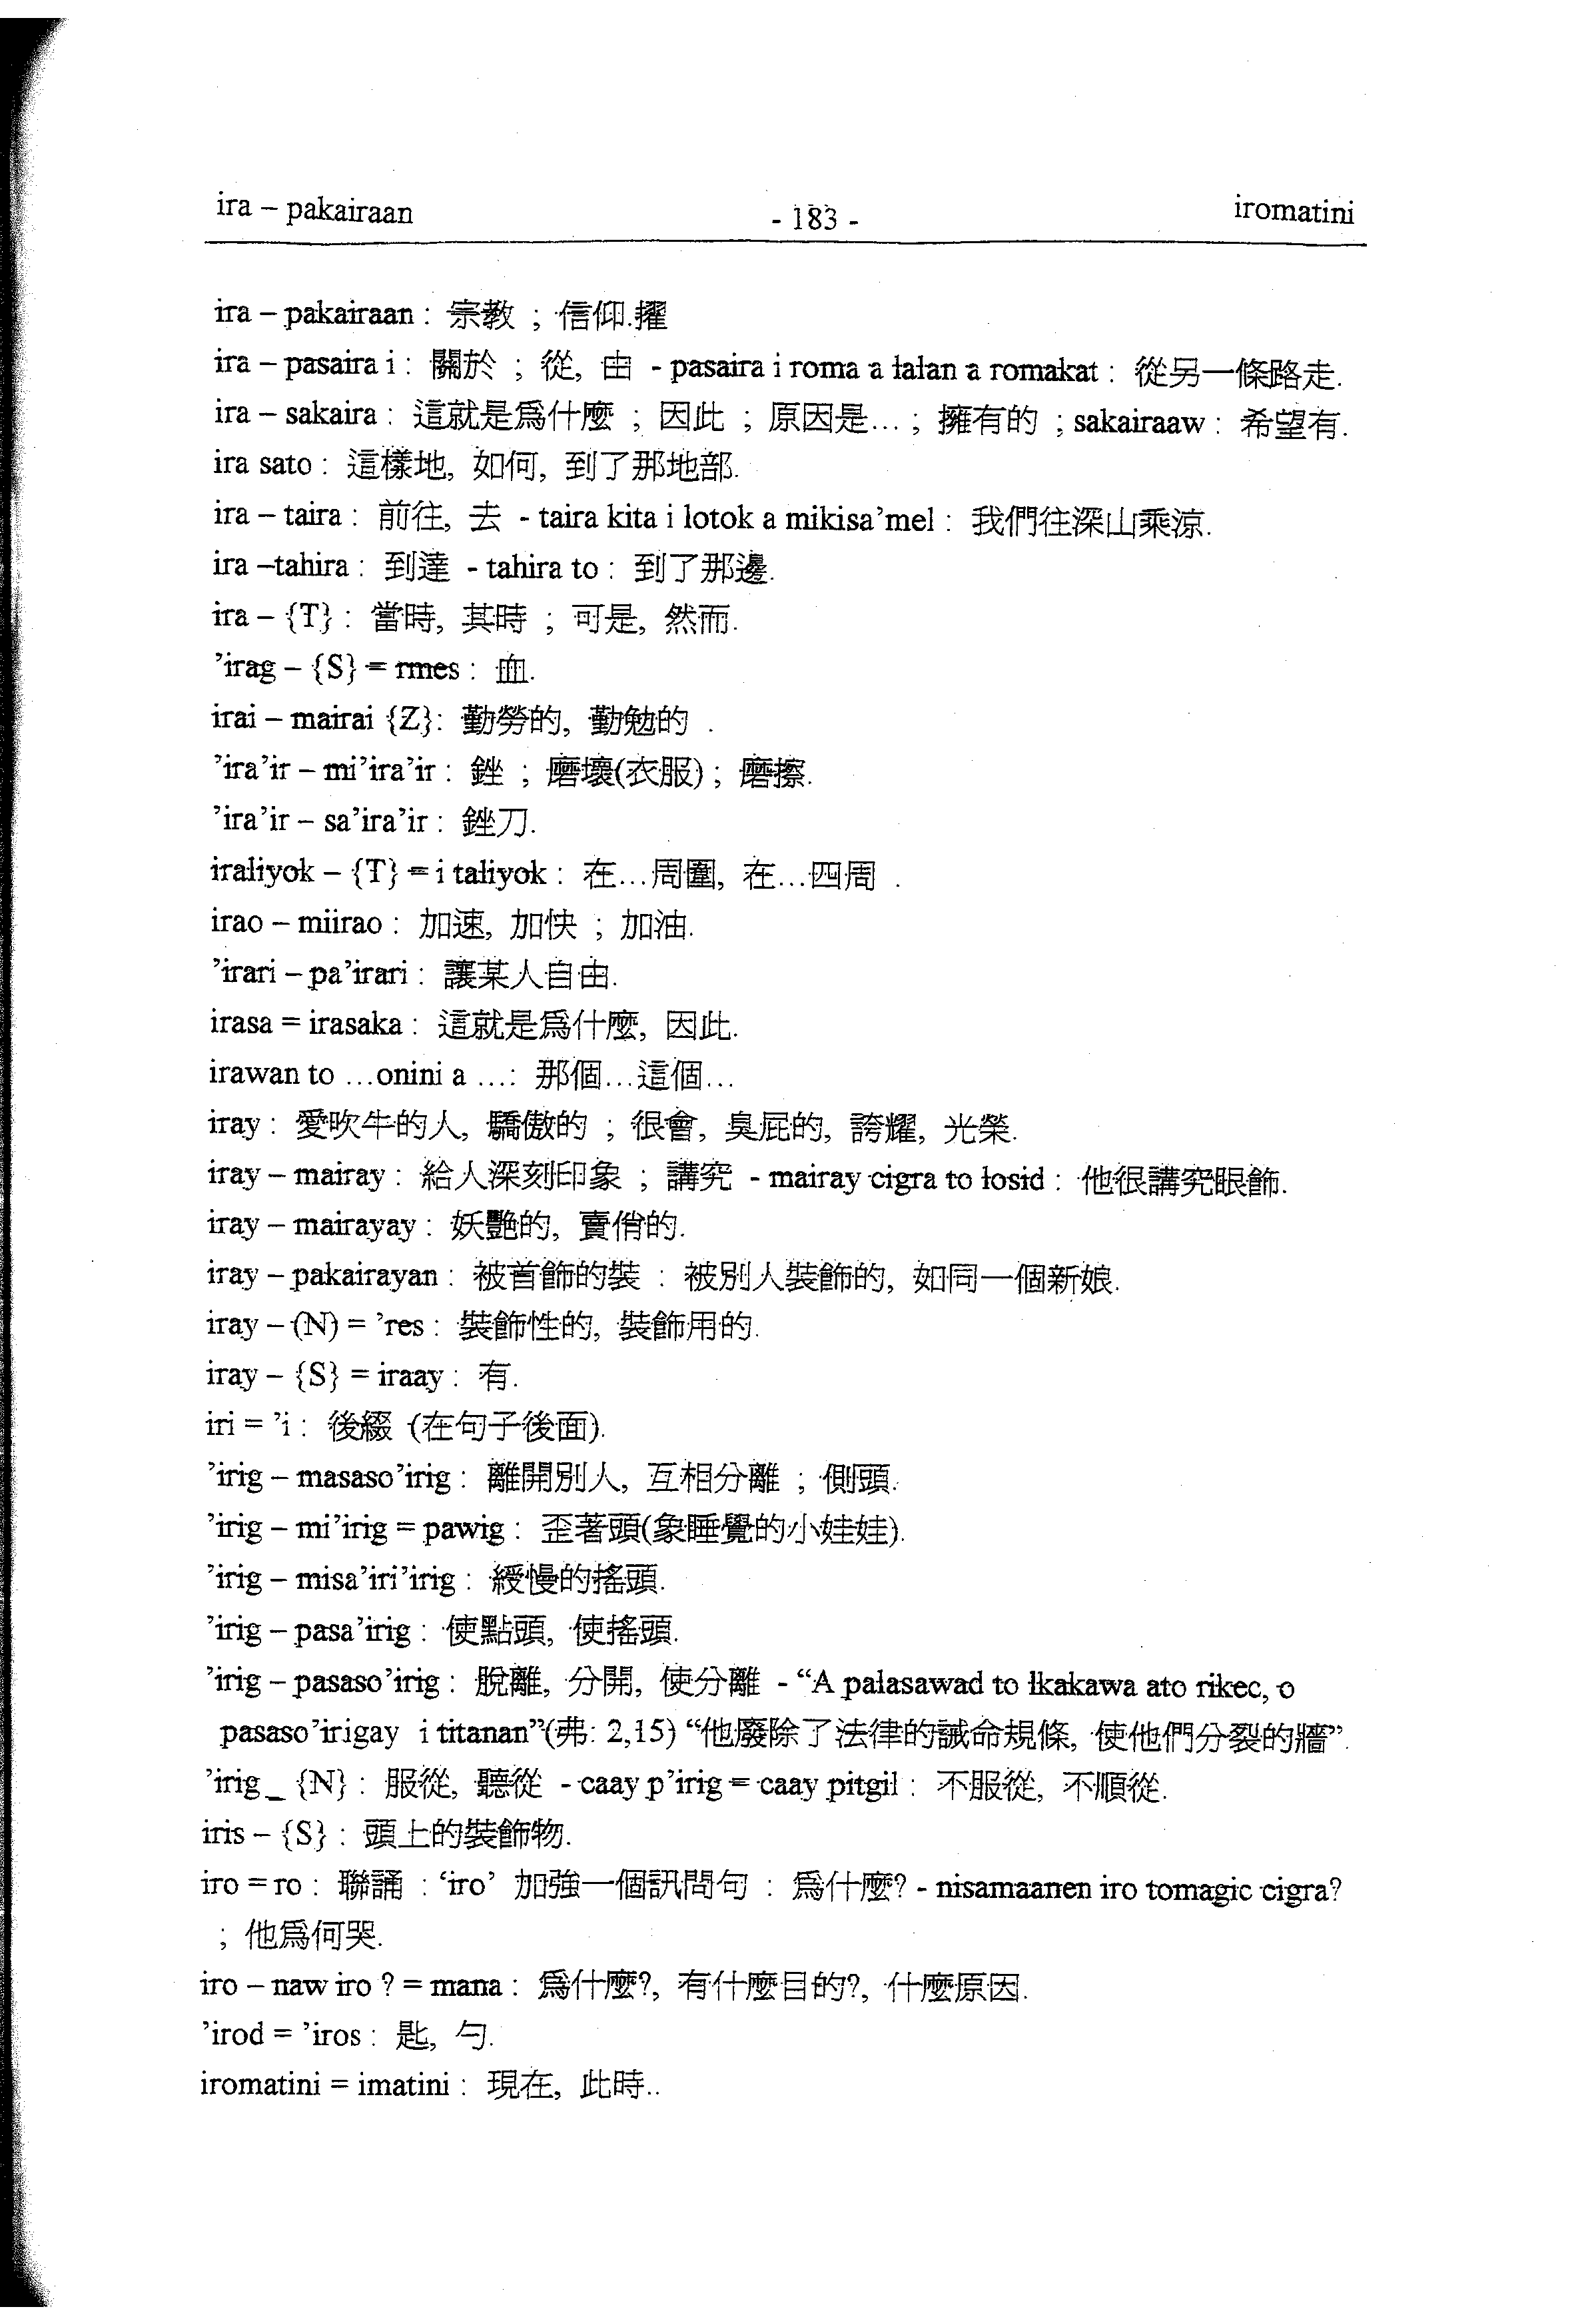 ira – pakairaan - 183 - iromatini
ira – pakairaan : 宗教 ; 信仰.擢
ira – pasaira i : 關於 ; 從, 由 - pasaira i roma a łalan a romakat : 從另一條路走.
ira – sakaira : 這就是爲什麼 ; 因此 ; 原因是... ; 擁有的 ; sakairaaw : 希望有.
ira sato : 這樣地, 如何, 到了那地部.
ira – taira : 前往, 去 - taira kita i lotok a mikisa’mel : 我們往深山乘涼.
ira –tahira : 到達 - tahira to : 到了那邊.
ira – {T} : 當時, 其時 ; 可是, 然而.
’irag – {S} = rmes : 血.
irai – mairai {Z}: 勤勞的, 勤勉的 .
’ira’ir – mi’ira’ir : 銼 ; 磨壞(衣服) ; 磨擦.
’ira’ir – sa’ira’ir : 銼刀.
iraliyok – {T} = i taliyok : 在...周圍, 在...四周 .
irao – miirao : 加速, 加快 ; 加油.
’irari – pa’irari : 讓某人自由.
irasa = irasaka : 這就是爲什麼, 因此.
irawan to ...onini a ...: 那個...這個...
iray : 愛吹牛的人, 驕傲的 ; 很會, 臭屁的, 誇耀, 光榮.
iray – mairay : 給人深刻印象 ; 講究 - mairay cigra to łosid : 他很講究眼飾.
iray – mairayay : 妖艷的, 賣俏的.
iray – pakairayan : 被首飾的裝 : 被別人裝飾的, 如同一個新娘.
iray – (N) = ’res : 裝飾性的, 裝飾用的.
iray – {S} = iraay : 有.
iri = ’i : 後綴 (在句子後面).
’irig – masaso’irig : 離開別人, 互相分離 ; 側頭.
’irig – mi’irig = pawig : 歪著頭(象睡覺的小娃娃).
’irig – misa’iri’irig : 緩慢的搖頭.
’irig – pasa’irig : 使點頭, 使搖頭.
’irig – pasaso’irig : 脫離, 分開, 使分離 - “A pałasawad to łkakawa ato rikec, o
pasaso’irigay i titanan”(弗: 2,15) “他廢除了法律的誡命規條, 使他們分裂的牆”.
’irig _ {N} : 服從, 聽從 - caay p’irig = caay pitgil : 不服從, 不順從.
iris – {S} : 頭上的裝飾物.
iro = ro : 聯誦 : ‘iro’ 加強一個訊問句 : 爲什麼? - nisamaanen iro tomagic cigra?
; 他爲何哭.
iro – naw iro ? = mana : 爲什麼?, 有什麼目的?, 什麼原因.
’irod = ’iros : 匙, 勺.
iromatini = imatini : 現在, 此時..